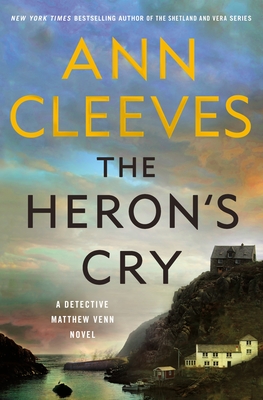 NEW YORK TIMES BESTSELLING AUTHOR OF THE SHETLAND AND VERA SERIES
ANN
CLEEVES
THE
HERON'S
CRY
A DETECTIVE
MATTHEW VENN
NOVEL